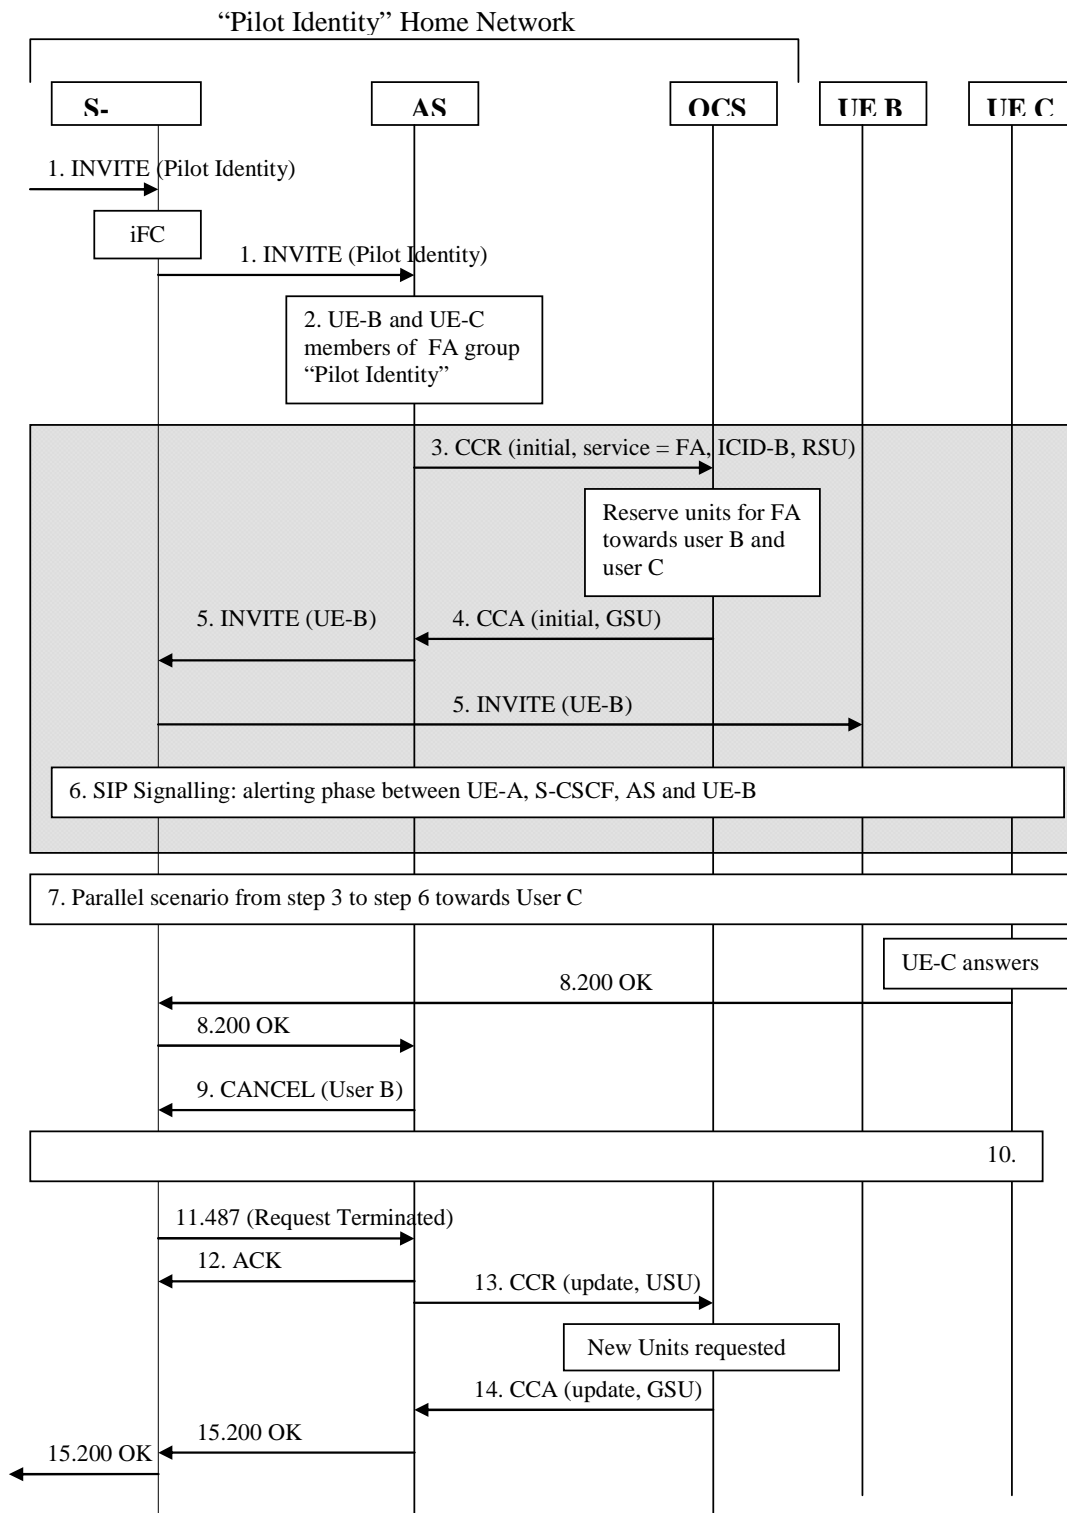 “Pilot Identity” Home Network
S-
AS
OCS
UE B
UE C
1. INVITE (Pilot Identity)
iFC
1. INVITE (Pilot Identity)
2. UE-B and UE-C
members of FA group
“Pilot Identity”
3. CCR (initial, service = FA, ICID-B, RSU)
Reserve units for FA
towards user B and
user C
5. INVITE (UE-B)
4. CCA (initial, GSU)
5. INVITE (UE-B)
6. SIP Signalling: alerting phase between UE-A, S-CSCF, AS and UE-B
7. Parallel scenario from step 3 to step 6 towards User C
UE-C answers
8.200 OK
8.200 OK
9. CANCEL (User B)
10.
11.487 (Request Terminated)
12. ACK
13. CCR (update, USU)
New Units requested
14. CCA (update, GSU)
15.200 OK
15.200 OK